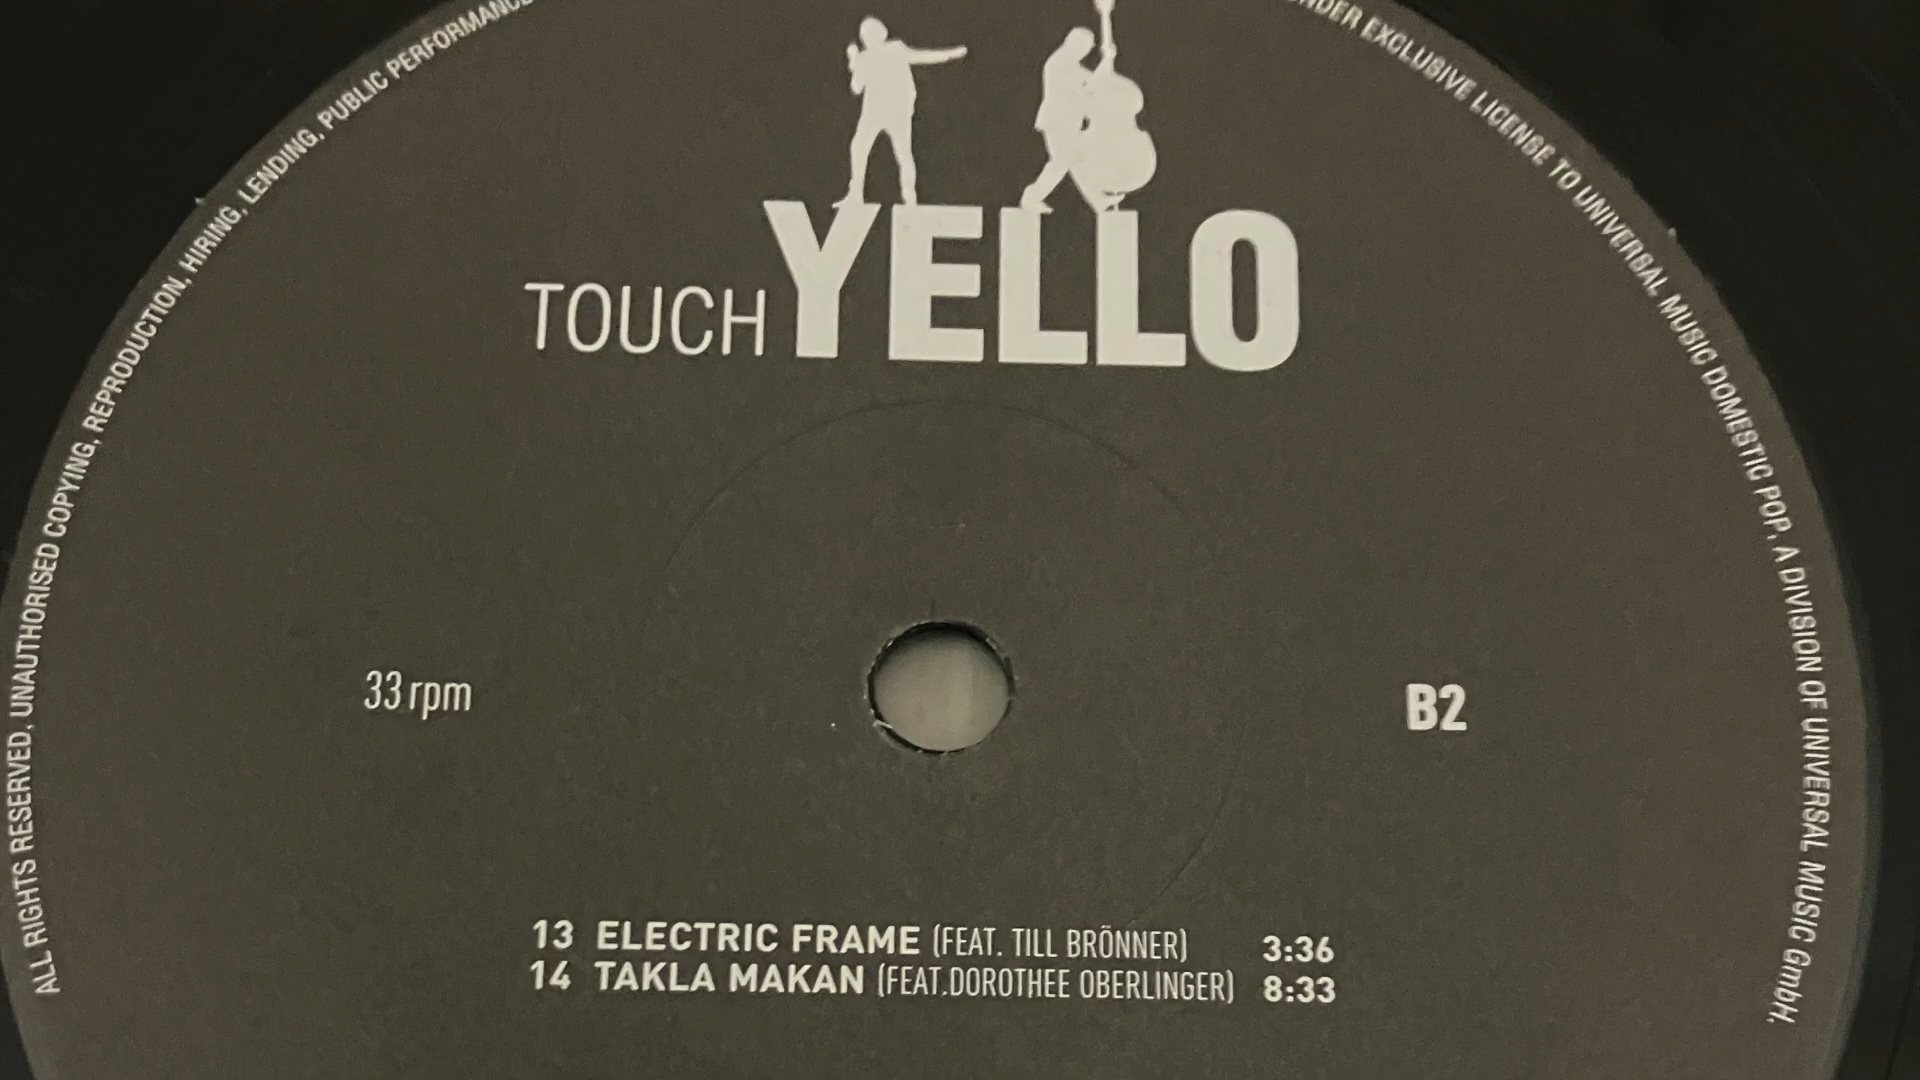 TOUCH YELLO
33 rpm
B2
13 ELECTRIC FRAME (FEAT. TILL BRÖNNER) 3:36
14 TAKLA MAKAN (FEAT.DOROTHEE OBERLINGER) 8:33
ALL RIGHTS RESERVED, UNAUTHORISED COPYING, REPRODUCTION, HIRING, LENDING, PUBLIC PERFORMANCE
UNDER EXCLUSIVE LICENSE TO UNIVERSAL MUSIC DOMESTIC POP, A DIVISION OF UNIVERSAL MUSIC GmbH.